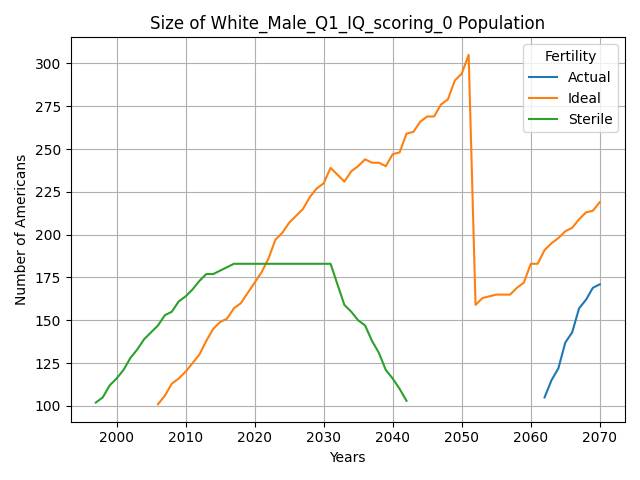 Size of White_Male_Q1_IQ_scoring_0 Population
Fertility
Actual
Ideal
Sterile
Number of Americans
300
275
250
225
200
175
150
125
100
2000 2010 2020 2030 2040 2050 2060 2070
Years